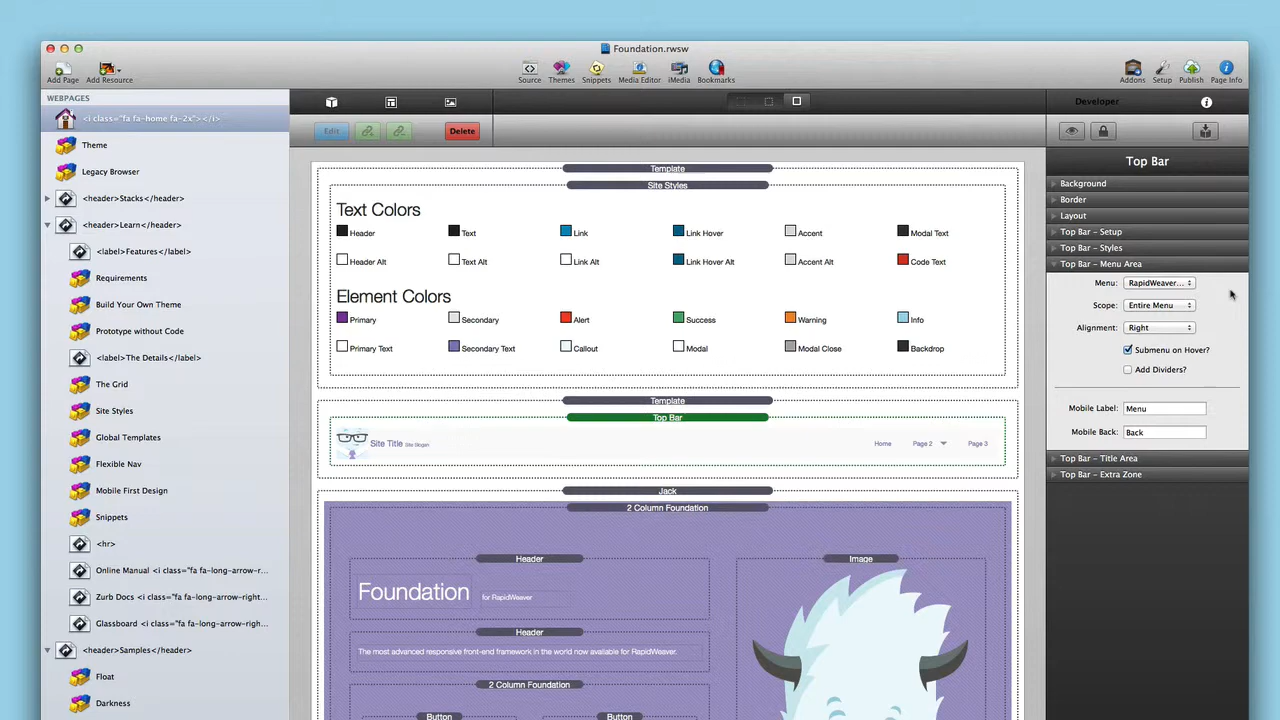 Foundation.rwsw
Add Page
Add Resource
Source
Themes
Snippets
Media Editor
iMedia
Bookmarks
Addons
Setup
Publish
Page Info
WEBPAGES
<i class="fa fa-home fa-2x"></i>
Theme
Legacy Browser
<header>Stacks</header>
<header>Learn</header>
<label>Features</label>
Requirements
Build Your Own Theme
Prototype without Code
<label>The Details</label>
The Grid
Site Styles
Global Templates
Flexible Nav
Mobile First Design
Snippets
<hr>
Online Manual <i class="fa fa-long-arrow-r...
Zurb Docs <i class="fa fa-long-arrow-right...
Glassboard <i class="fa fa-long-arrow-righ...
<header>Samples</header>
Float
Darkness
Edit
Delete
Template
Site Styles
Text Colors
Header
Text
Link
Link Hover
Accent
Modal Text
Header Alt
Text Alt
Link Alt
Link Hover Alt
Accent Alt
Code Text
Element Colors
Primary
Secondary
Alert
Success
Warning
Info
Primary Text
Secondary Text
Callout
Modal
Modal Close
Backdrop
Template
Top Bar
Site Title Site Slogan
Home
Page 2
Page 3
Jack
2 Column Foundation
Header
Foundation for RapidWeaver
Header
The most advanced responsive front-end framework in the world now available for RapidWeaver.
2 Column Foundation
Button
Button
Image
Developer
Top Bar
Background
Border
Layout
Top Bar - Setup
Top Bar - Styles
Top Bar - Menu Area
Menu: RapidWeaver...
Scope: Entire Menu
Alignment: Right
Submenu on Hover?
Add Dividers?
Mobile Label: Menu
Mobile Back: Back
Top Bar - Title Area
Top Bar - Extra Zone